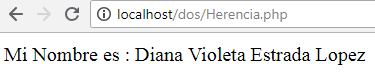 localhost/dos/Herencia.php
Mi Nombre es : Diana Violeta Estrada Lopez